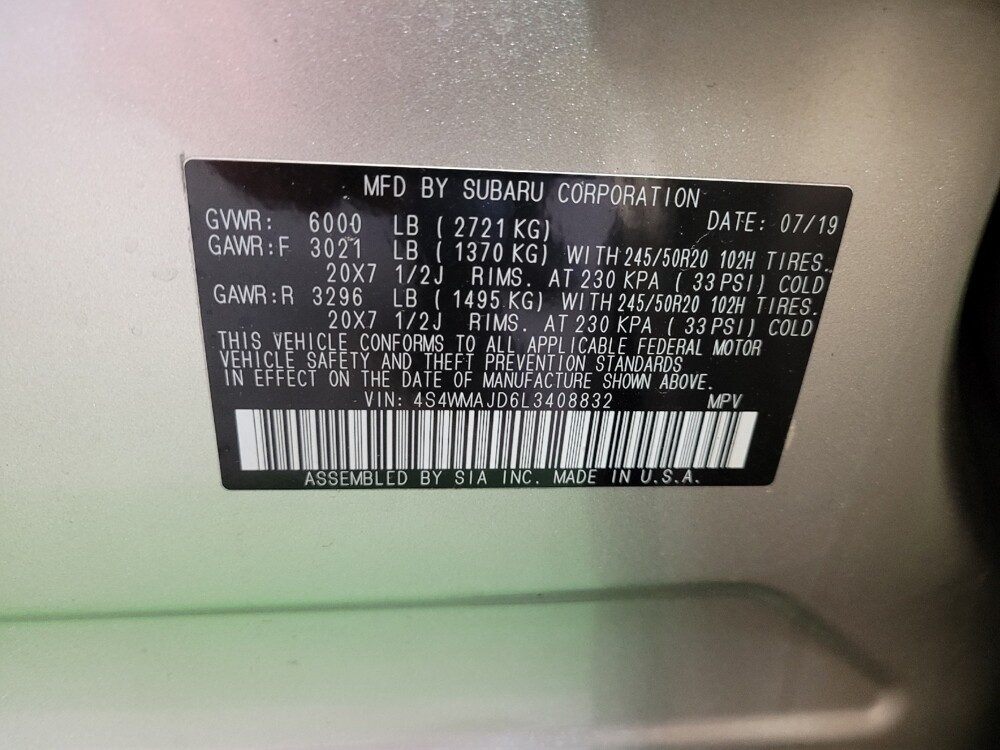 MFD BY SUBARU CORPORATION
GVWR: 6000 LB ( 2721 KG) DATE: 07/19
GAWR:F 3021 LB ( 1370 KG) WITH 245/50R20 102H TIRES.
20X7 1/2J RIMS. AT 230 KPA ( 33 PSI) COLD
GAWR:R 3296 LB ( 1495 KG) WITH 245/50R20 102H TIRES.
20X7 1/2J RIMS. AT 230 KPA ( 33 PSI) COLD
THIS VEHICLE CONFORMS TO ALL APPLICABLE FEDERAL MOTOR
VEHICLE SAFETY AND THEFT PREVENTION STANDARDS
IN EFFECT ON THE DATE OF MANUFACTURE SHOWN ABOVE.
VIN: 4S4WMAJD6L3408832 MPV
ASSEMBLED BY SIA INC. MADE IN U.S.A.